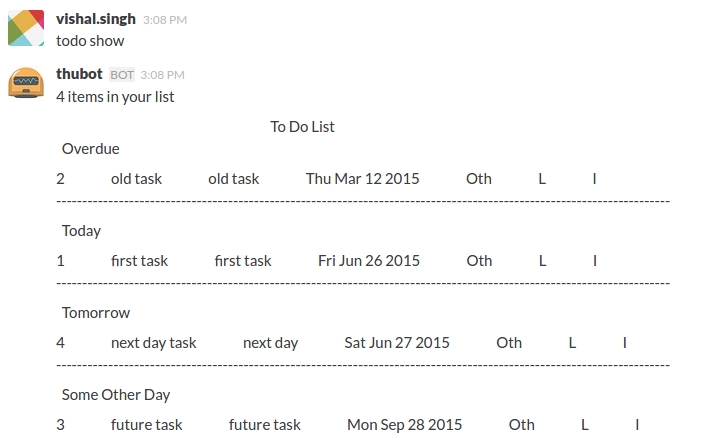 vishal.singh 3:08 PM
todo show
thubot BOT 3:08 PM
4 items in your list
To Do List
Overdue
2 old task old task Thu Mar 12 2015 Oth L I
--------------------------------------------------------------------------------------------------------------------------
Today
1 first task first task Fri Jun 26 2015 Oth L I
--------------------------------------------------------------------------------------------------------------------------
Tomorrow
4 next day task next day Sat Jun 27 2015 Oth L I
--------------------------------------------------------------------------------------------------------------------------
Some Other Day
3 future task future task Mon Sep 28 2015 Oth L I